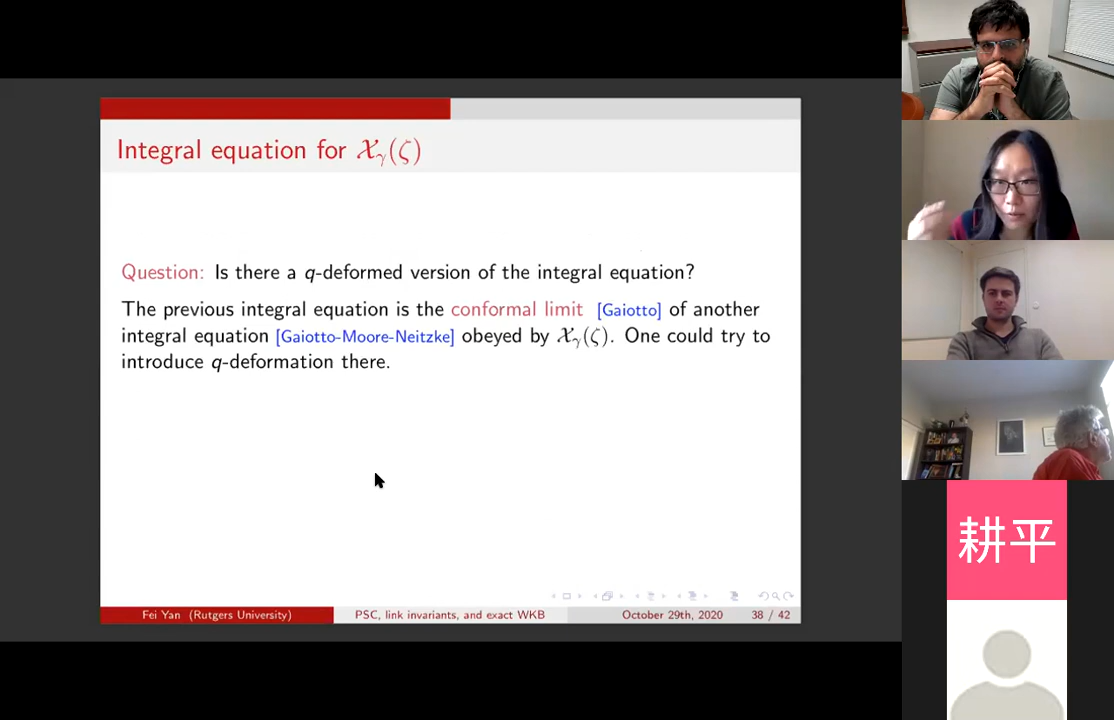 Integral equation for 𝒳γ(ζ)
Question: Is there a q-deformed version of the integral equation?
The previous integral equation is the conformal limit [Gaiotto] of another
integral equation [Gaiotto-Moore-Neitzke] obeyed by 𝒳γ(ζ). One could try to
introduce q-deformation there.
Fei Yan (Rutgers University)
PSC, link invariants, and exact WKB
October 29th, 2020
38 / 42
耕平